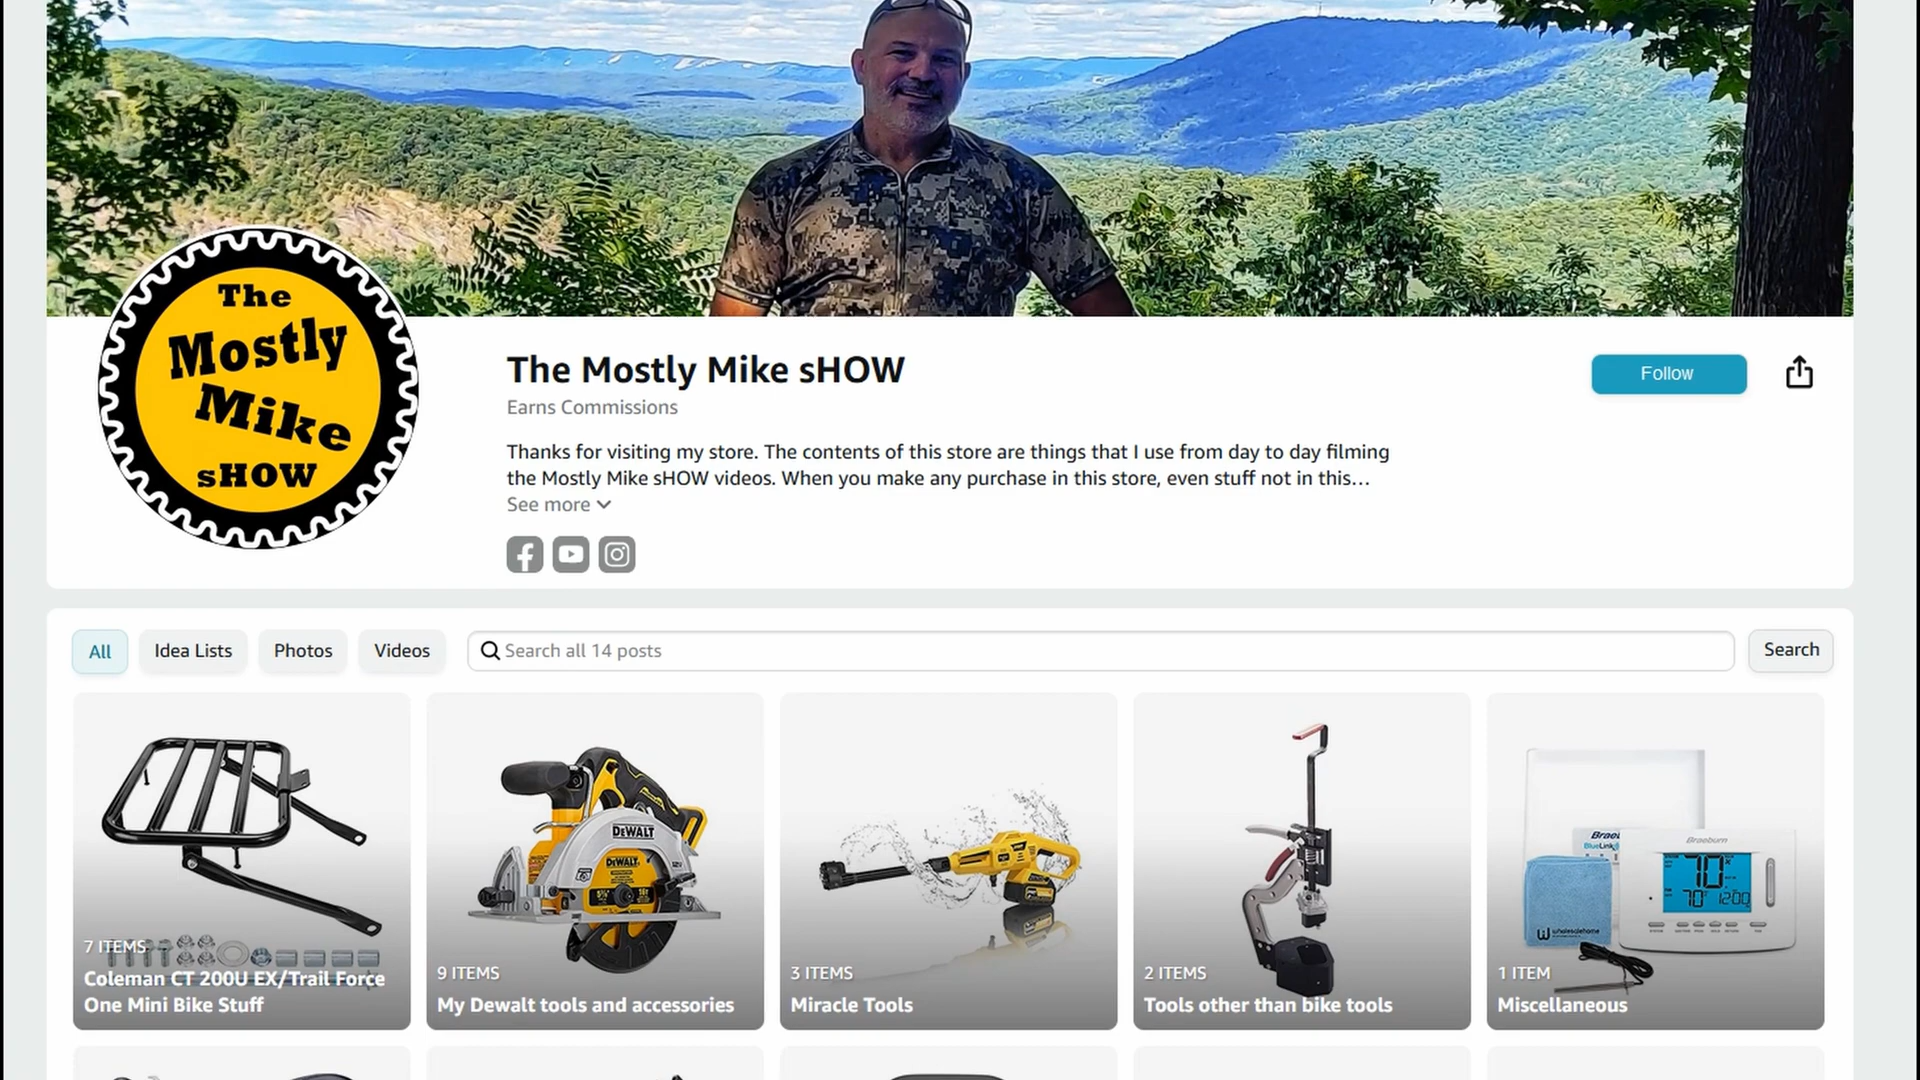 The
Mostly
Mike
sHOW
The Mostly Mike sHOW
Earns Commissions
Follow
Thanks for visiting my store. The contents of this store are things that I use from day to day filming
the Mostly Mike sHOW videos. When you make any purchase in this store, even stuff not in this...
See more
All
Idea Lists
Photos
Videos
Search all 14 posts
Search
7 ITEMS
Coleman CT 200U EX/Trail Force
One Mini Bike Stuff
DEWALT
DEWALT
9 ITEMS
My Dewalt tools and accessories
3 ITEMS
Miracle Tools
2 ITEMS
Tools other than bike tools
BlueLink
Braeburn
70
70
12:00
wholesalehome
1 ITEM
Miscellaneous